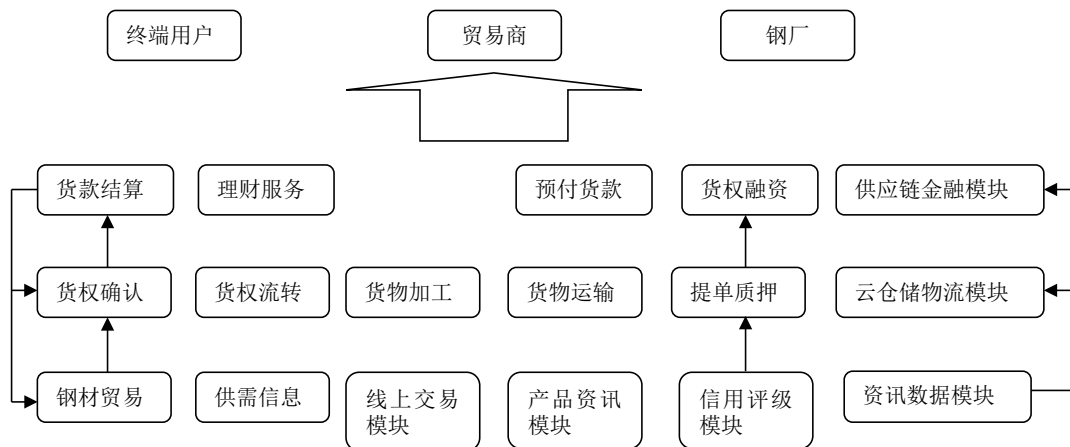 终端用户
贸易商
钢厂
货款结算
理财服务
预付货款
货权融资
供应链金融模块
货权确认
货权流转
货物加工
货物运输
提单质押
云仓储物流模块
钢材贸易
供需信息
线上交易
模块
产品资讯
模块
信用评级
模块
资讯数据模块